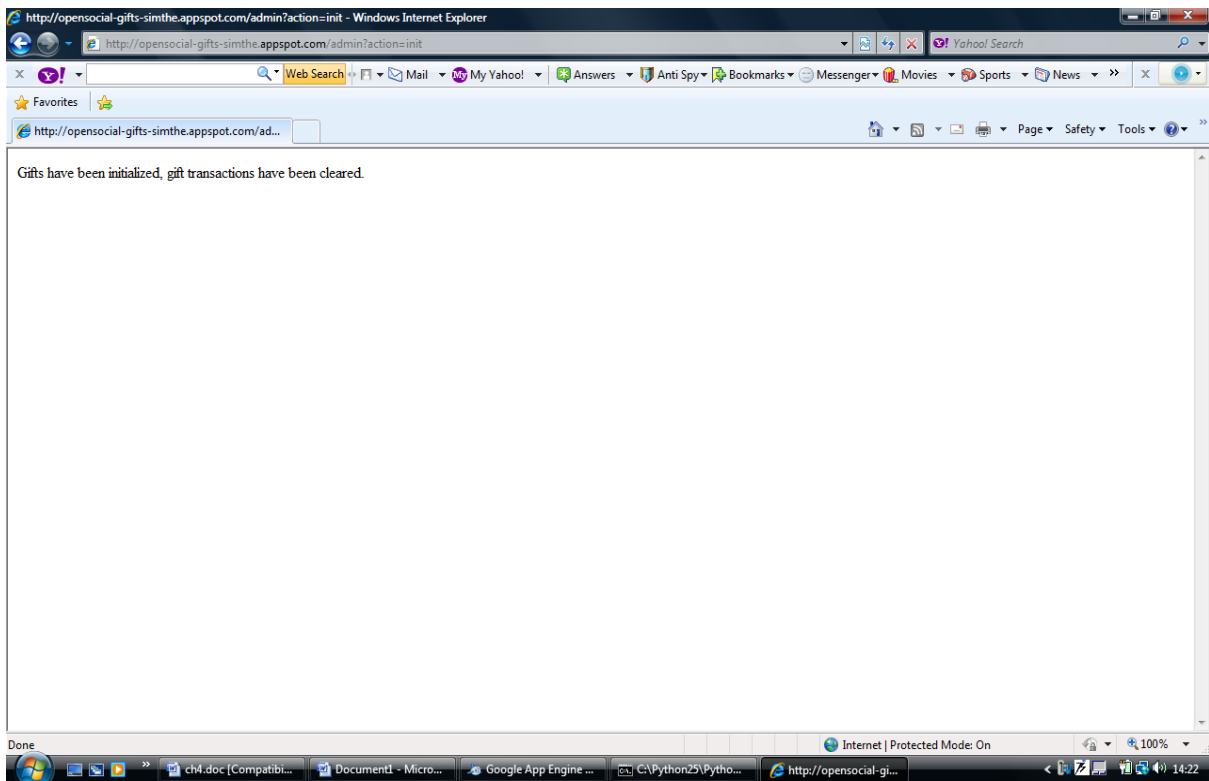 http://opensocial-gifts-simthe.appspot.com/admin?action=init - Windows Internet Explorer
http://opensocial-gifts-simthe.appspot.com/admin?action=init Yahoo! Search
Web Search Mail My Yahoo! Answers Anti Spy Bookmarks Messenger Movies Sports News
Favorites
http://opensocial-gifts-simthe.appspot.com/ad... Page Safety Tools
Gifts have been initialized, gift transactions have been cleared.
Done Internet | Protected Mode: On 100%
ch4.doc [Compatibi... Document1 - Micro... Google App Engine ... C:\Python25\Pytho... http://opensocial-gi... 14:22